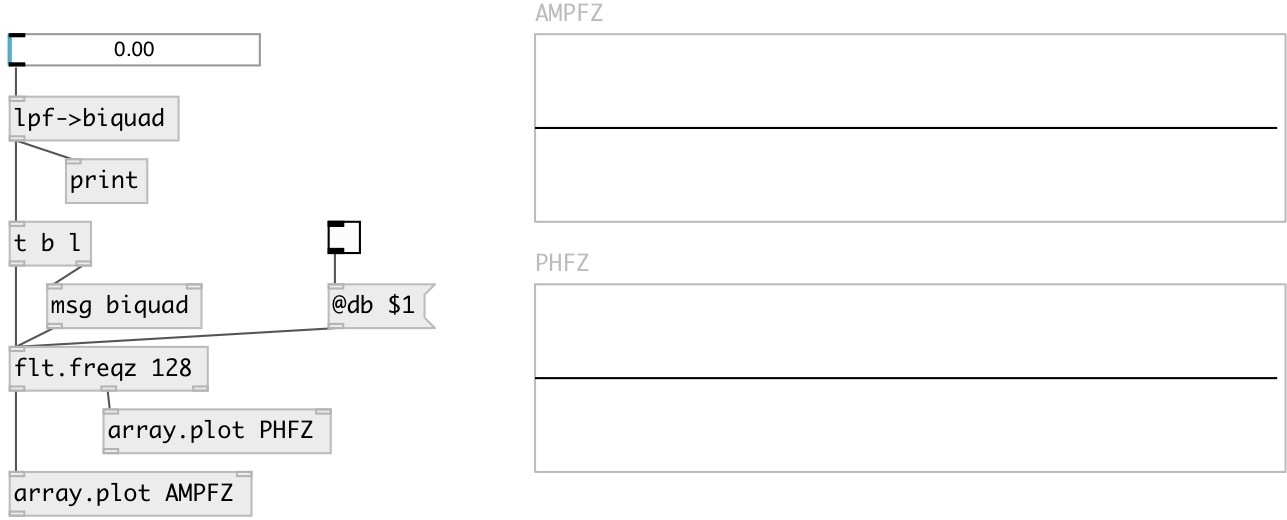 AMPFZ
0.00
lpf->biquad
print
t b l
msg biquad
@db $1
PHFZ
flt.freqz 128
array.plot PHFZ
array.plot AMPFZ